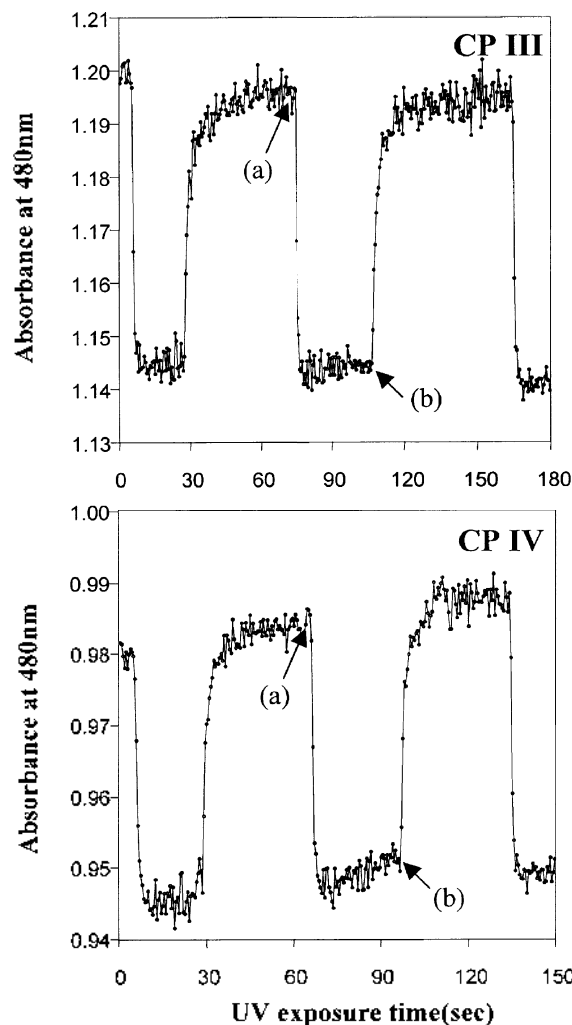 CP III
Absorbance at 480nm
1.21
1.20
1.19
1.18
1.17
1.16
1.15
1.14
1.13
(a)
(b)
0 30 60 90 120 150 180
CP IV
Absorbance at 480nm
1.00
0.99
0.98
0.97
0.96
0.95
0.94
(a)
(b)
0 30 60 90 120 150
UV exposure time(sec)